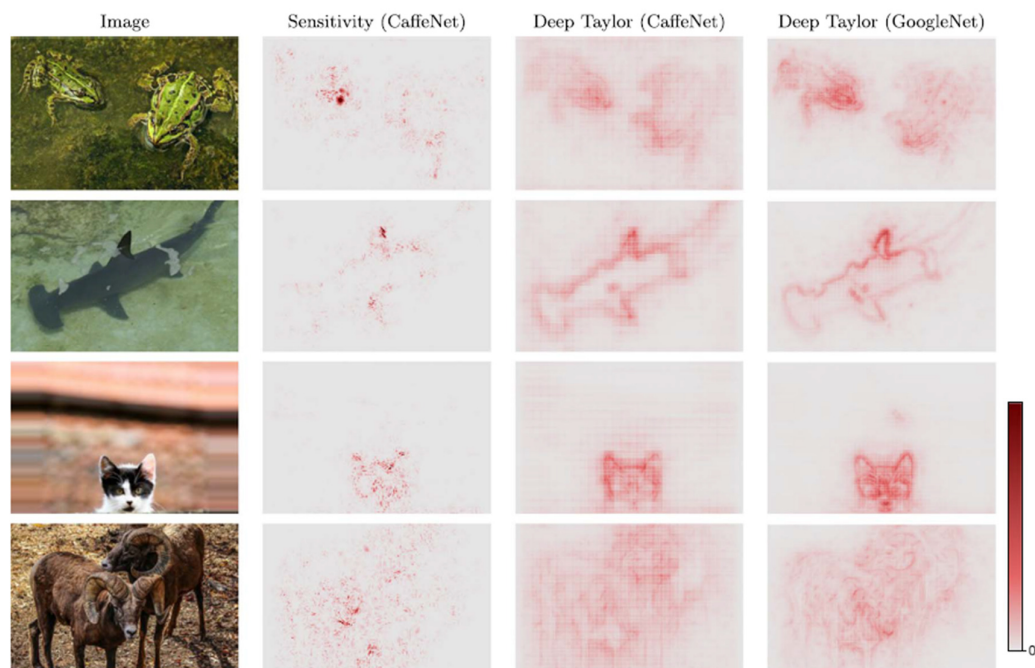 Image
Sensitivity (CaffeNet)
Deep Taylor (CaffeNet)
Deep Taylor (GoogleNet)
0